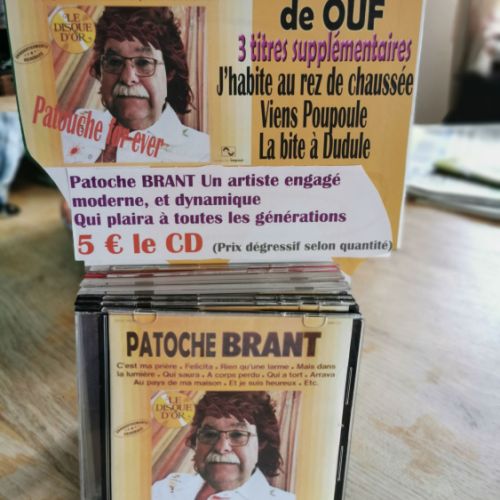 de OUF
3 titres supplémentaires
J'habite au rez de chaussée
Viens Poupoule
La bite à Dudule
LE DISQUE D'OR
Patouche for ever
Patoche BRANT Un artiste engagé
moderne, et dynamique
Qui plaira à toutes les générations
5 € le CD (Prix dégressif selon quantité)
PATOCHE BRANT
C'est ma prière . Felicita . Rien qu'une larme . Mais dans
la lumière . Qui saura . A corps perdu . Qui a tort . Arrava
Au pays de ma maison . Et je suis heureux . Etc.
LE DISQUE D'OR